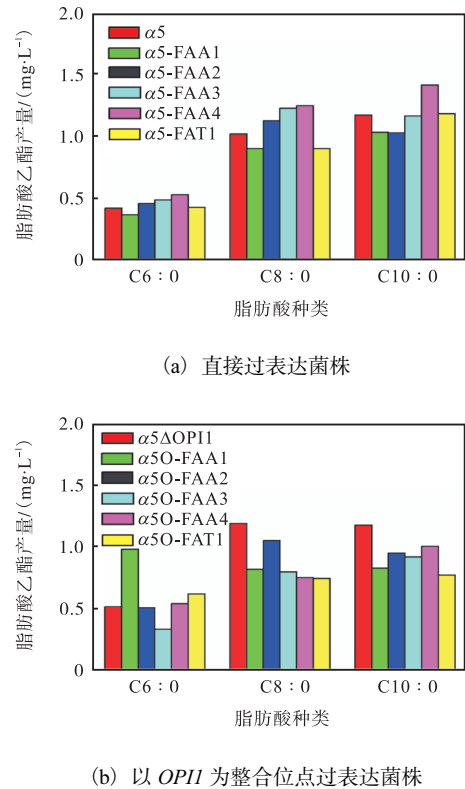 2.0
1.5
1.0
0.5
0
脂肪酸乙酯产量/(mg·L⁻¹)
α5
α5-FAA1
α5-FAA2
α5-FAA3
α5-FAA4
α5-FAT1
C6∶0 C8∶0 C10∶0
脂肪酸种类
(a) 直接过表达菌株
2.0
1.5
1.0
0.5
0
脂肪酸乙酯产量/(mg·L⁻¹)
α5ΔOPI1
α5O-FAA1
α5O-FAA2
α5O-FAA3
α5O-FAA4
α5O-FAT1
C6∶0 C8∶0 C10∶0
脂肪酸种类
(b) 以 OPI1 为整合位点过表达菌株